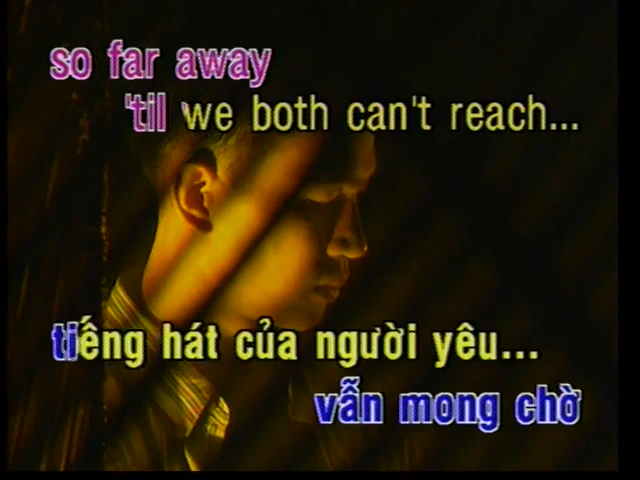 so far away
'til we both can't reach...
tiếng hát của người yêu...
vẫn mong chờ